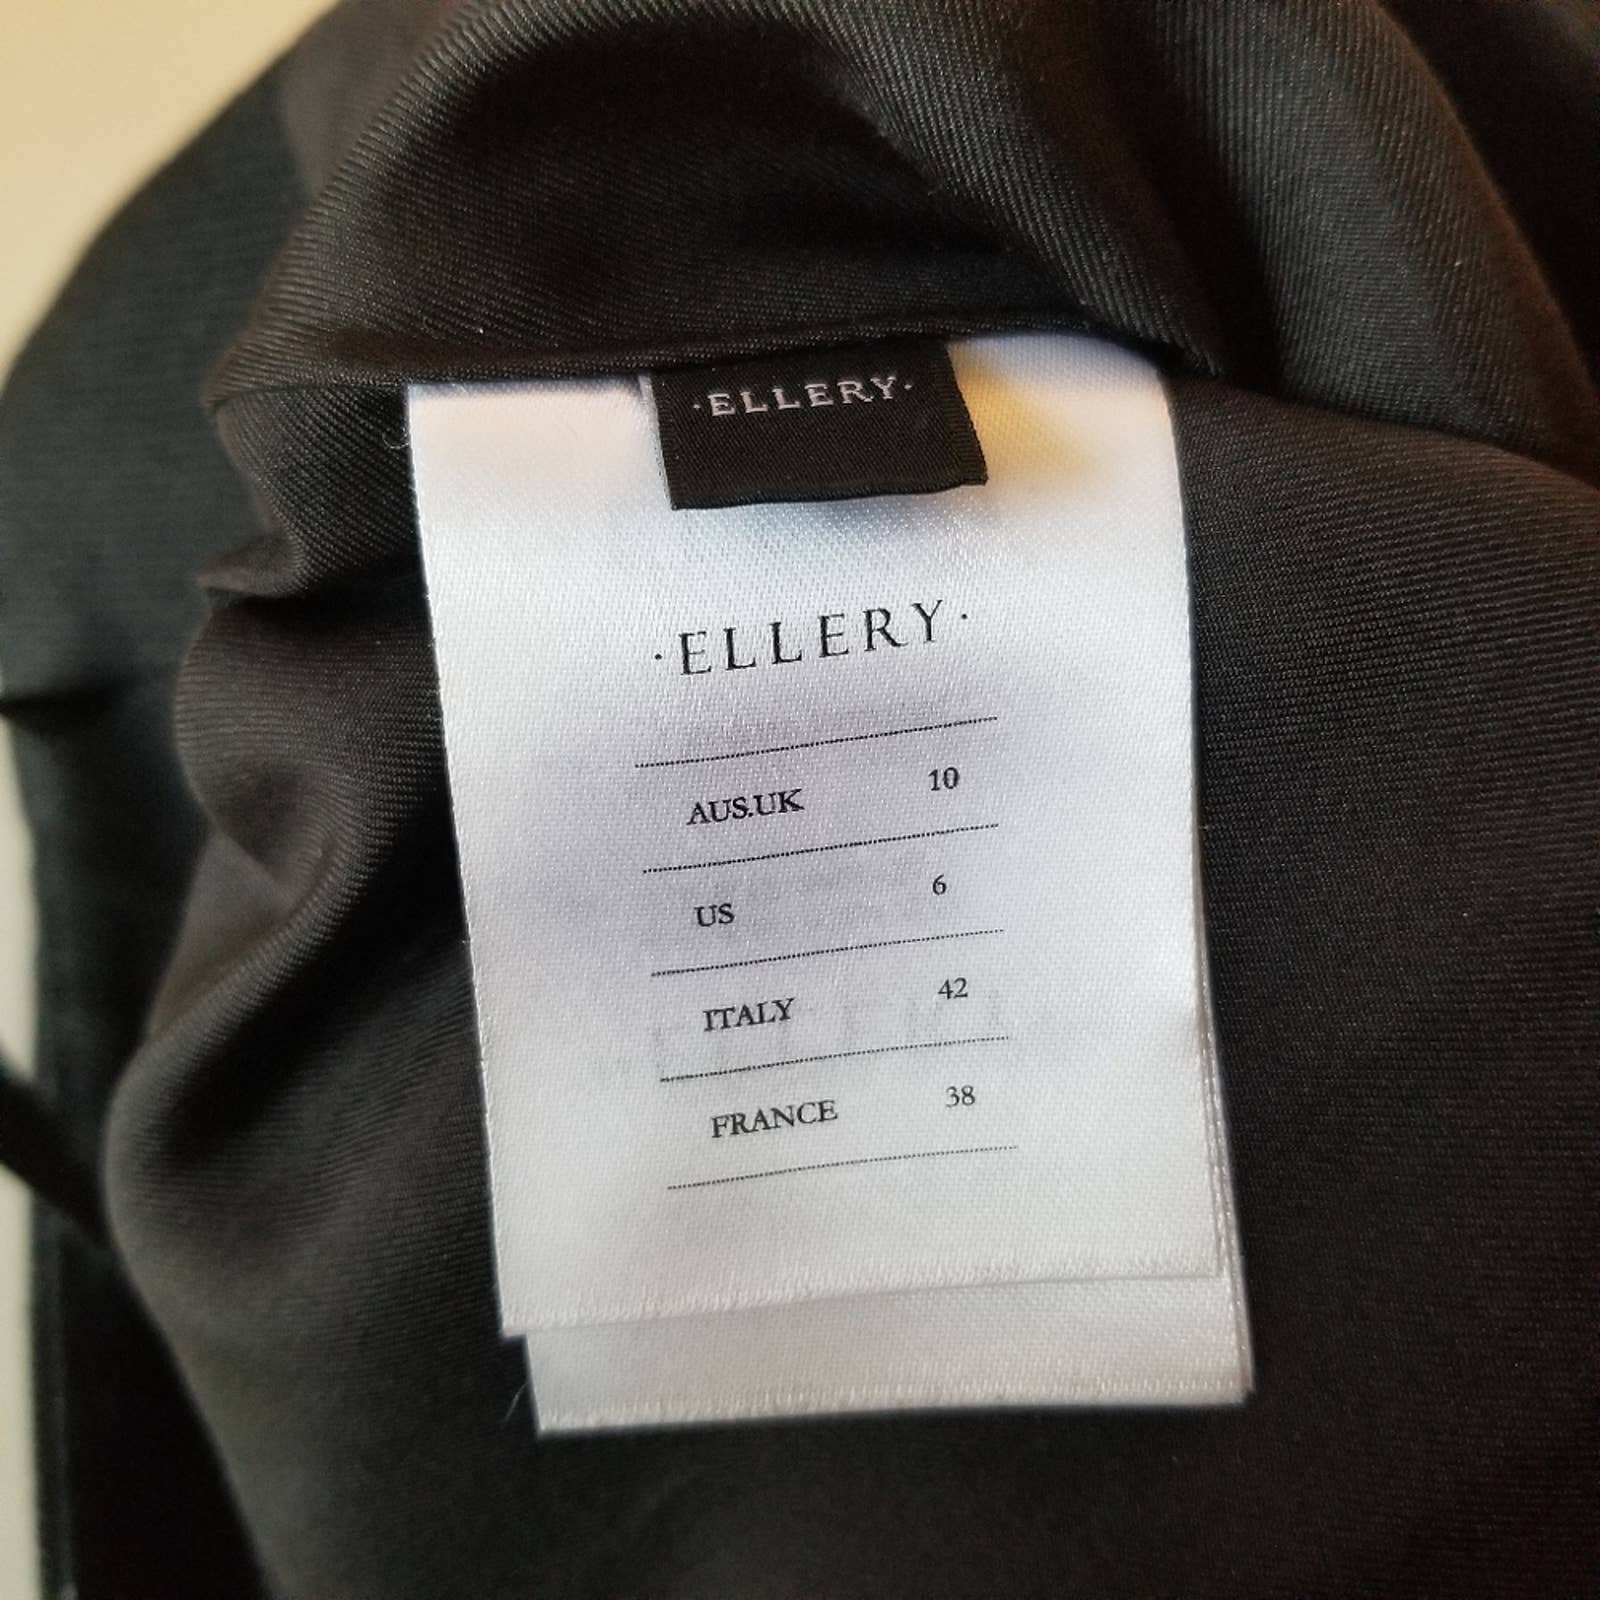 ·ELLERY·
·ELLERY·
AUS.UK 10
US 6
ITALY 42
FRANCE 38